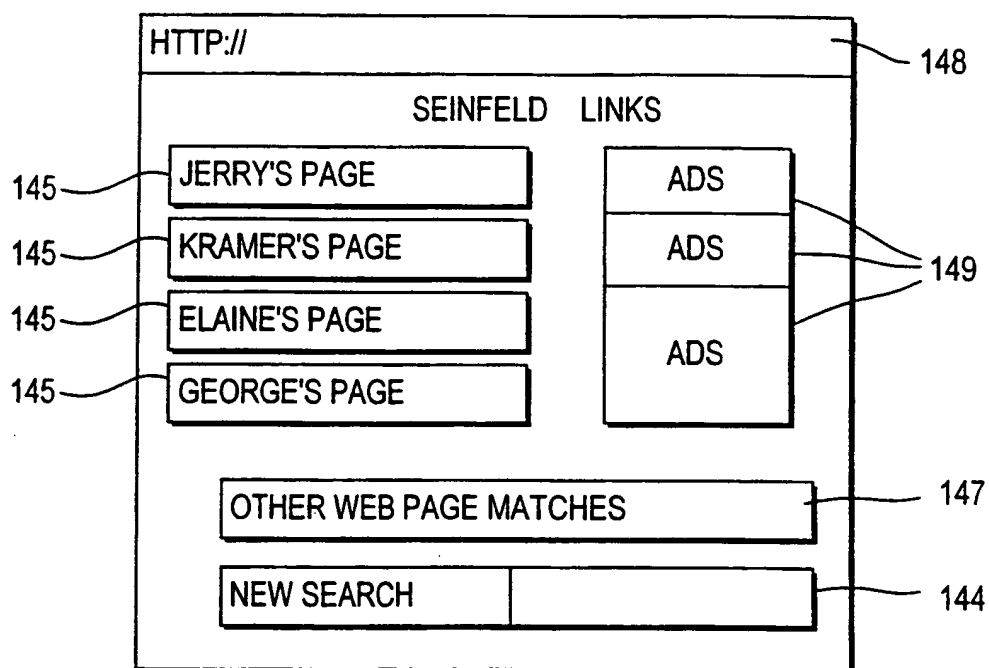 HTTP://
148
SEINFELD LINKS
145 JERRY'S PAGE ADS
145 KRAMER'S PAGE ADS
149
145 ELAINE'S PAGE
ADS
145 GEORGE'S PAGE
OTHER WEB PAGE MATCHES 147
NEW SEARCH 144